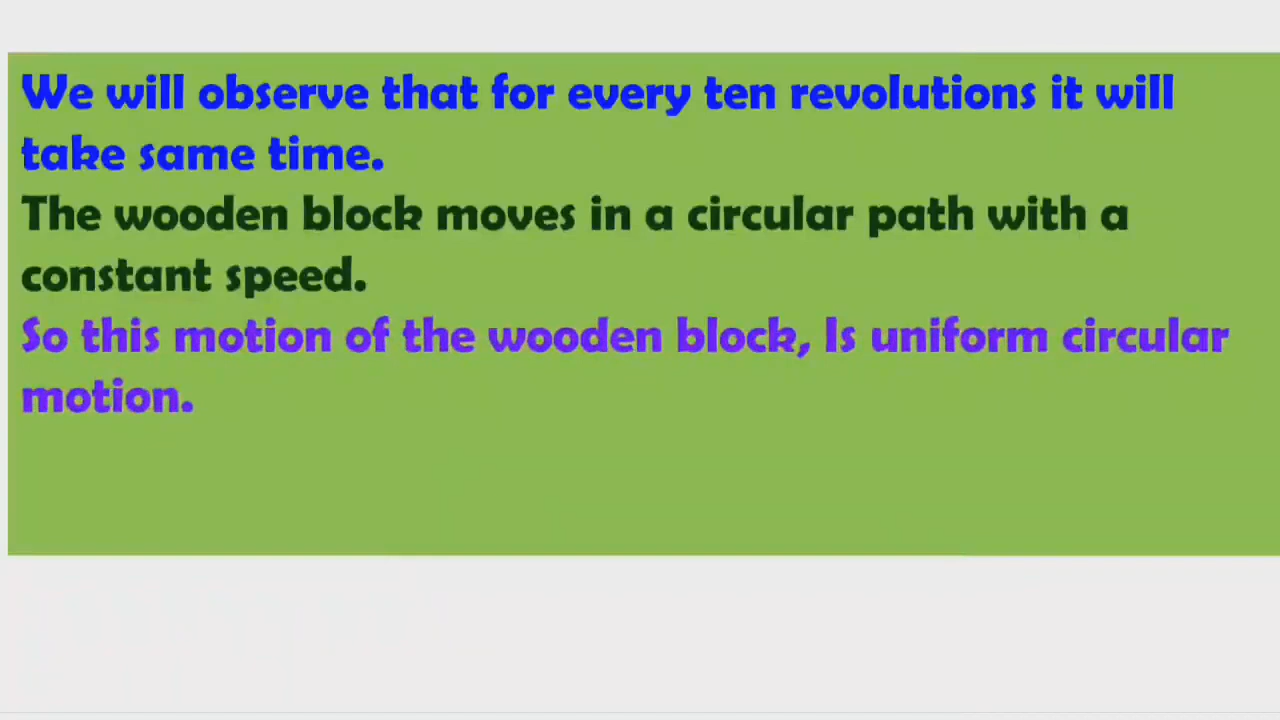 We will observe that for every ten revolutions it will
take same time.
The wooden block moves in a circular path with a
constant speed.
So this motion of the wooden block, Is uniform circular
motion.